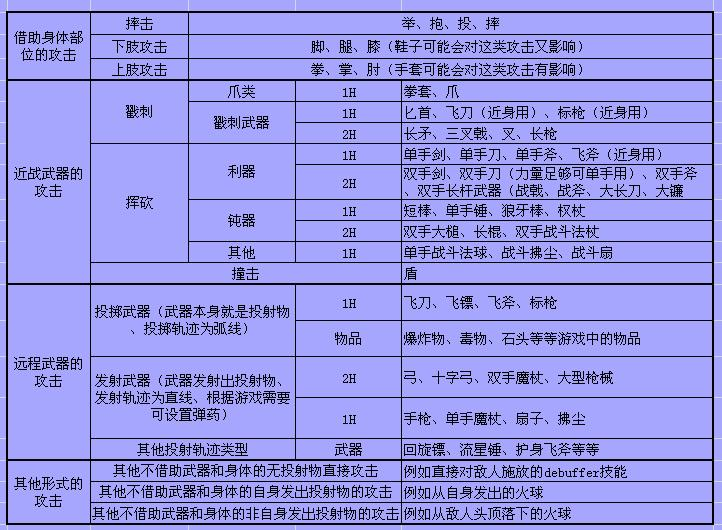 借助身体部
位的攻击
摔击
举、抱、投、摔
下肢攻击
脚、腿、膝（鞋子可能会对这类攻击又影响）
上肢攻击
拳、掌、肘（手套可能会对这类攻击有影响）
近战武器的
攻击
戳刺
爪类
1H
拳套、爪
戳刺武器
1H
匕首、飞刀（近身用）、标枪（近身用）
2H
长矛、三叉戟、叉、长枪
挥砍
利器
1H
单手剑、单手刀、单手斧、飞斧（近身用）
2H
双手剑、双手刀（力量足够可单手用）、双手斧
、双手长杆武器（战戟、战斧、大长刀、大镰
钝器
1H
短棒、单手锤、狼牙棒、权杖
2H
双手大槌、长棍、双手战斗法杖
其他
1H
单手战斗法球、战斗拂尘、战斗扇
撞击
盾
远程武器的
攻击
投掷武器（武器本身就是投射物
、投掷轨迹为弧线）
1H
飞刀、飞镖、飞斧、标枪
物品
爆炸物、毒物、石头等等游戏中的物品
发射武器（武器发射出投射物、
发射轨迹为直线、根据游戏需要
可设置弹药）
2H
弓、十字弓、双手魔杖、大型枪械
1H
手枪、单手魔杖、扇子、拂尘
其他投射轨迹类型
武器
回旋镖、流星锤、护身飞斧等等
其他形式的
攻击
其他不借助武器和身体的无投射物直接攻击
例如直接对敌人施放的debuffer技能
其他不借助武器和身体的自身发出投射物的攻击
例如从自身发出的火球
其他不借助武器和身体的非自身发出投射物的攻击
例如从敌人头顶落下的火球